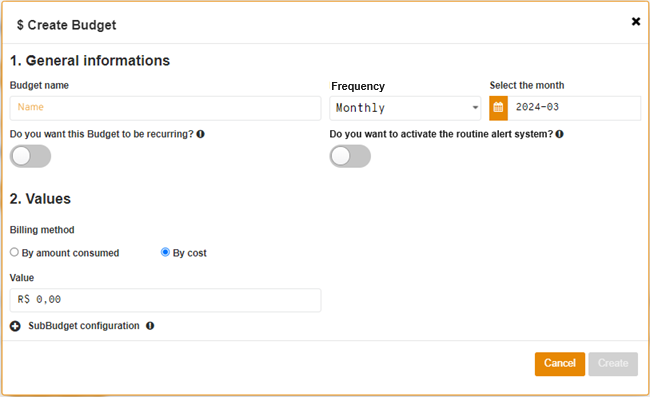 $ Create Budget
1. General informations
Budget name Frequency Select the month
Name Monthly 2024-03
Do you want this Budget to be recurring? Do you want to activate the routine alert system?
2. Values
Billing method
By amount consumed By cost
Value
R$ 0,00
SubBudget configuration
Cancel Create